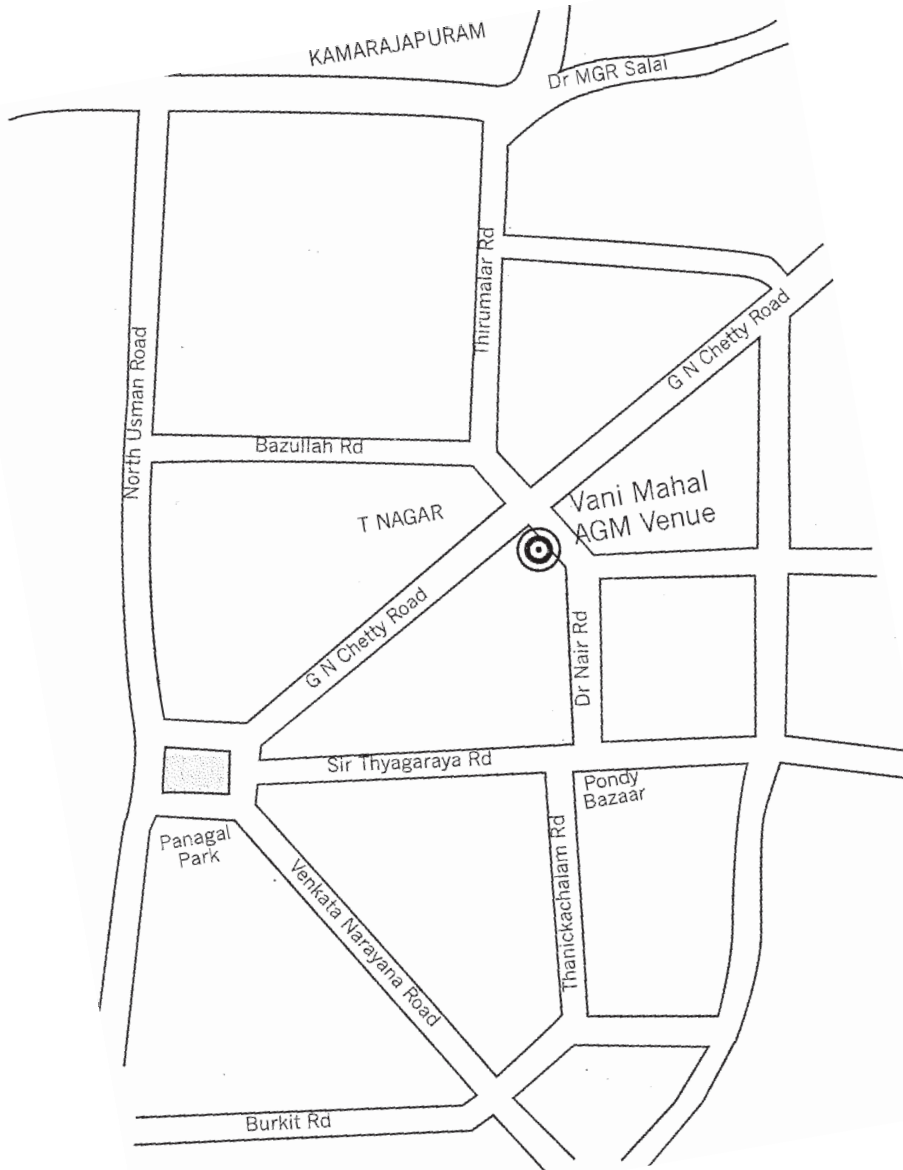 KAMARAJAPURAM
Dr MGR Salai
Thirumalar Rd
G N Chetty Road
North Usman Road
Bazullah Rd
Vani Mahal
AGM Venue
T NAGAR
G N Chetty Road
Dr Nair Rd
Sir Thyagaraya Rd
Pondy
Bazaar
Panagal
Park
Venkata Narayana Road
Thanickachalam Rd
Burkit Rd